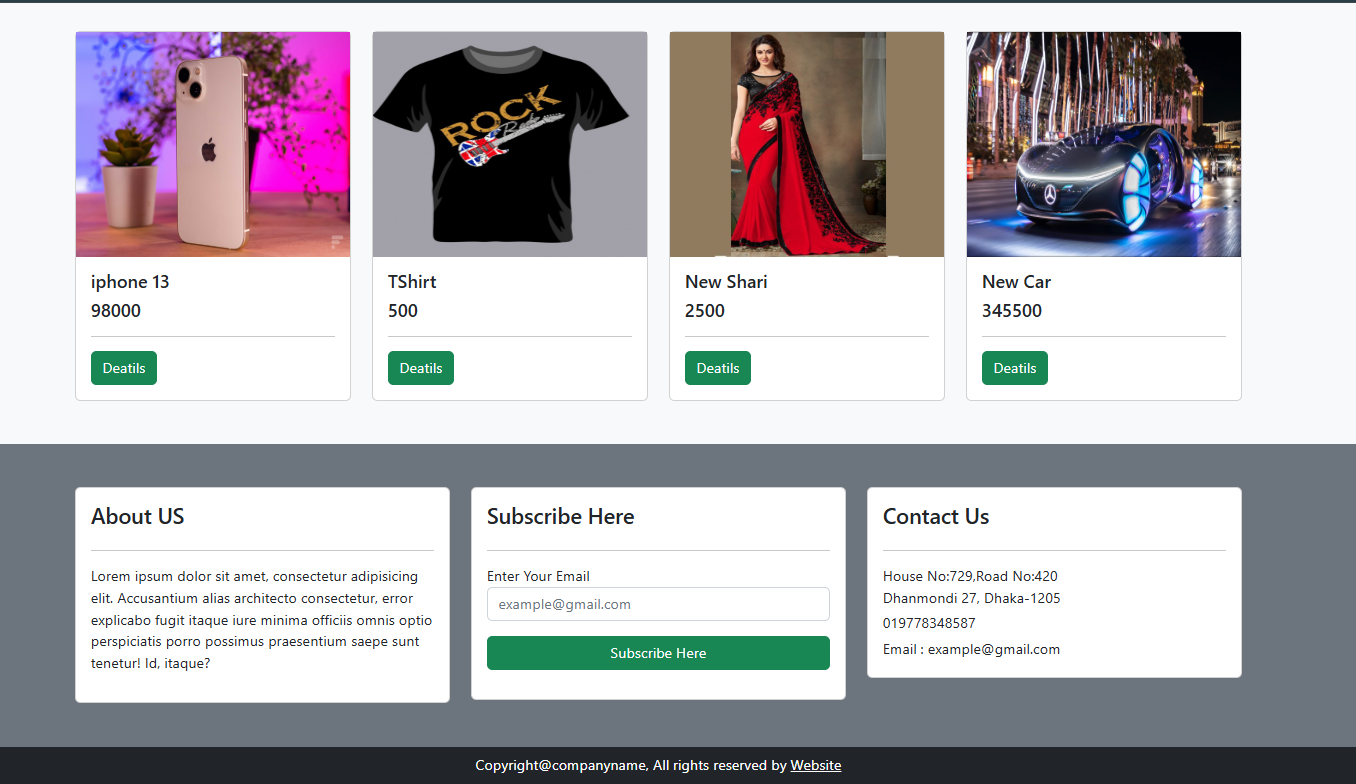 ROCK
iphone 13
98000
Deatils
TShirt
500
Deatils
New Shari
2500
Deatils
New Car
345500
Deatils
About US
Lorem ipsum dolor sit amet, consectetur adipisicing
elit. Accusantium alias architecto consectetur, error
explicabo fugit itaque iure minima officiis omnis optio
perspiciatis porro possimus praesentium saepe sunt
tenetur! Id, itaque?
Subscribe Here
Enter Your Email
example@gmail.com
Subscribe Here
Contact Us
House No:729,Road No:420
Dhanmondi 27, Dhaka-1205
019778348587
Email : example@gmail.com
Copyright@companyname, All rights reserved by Website